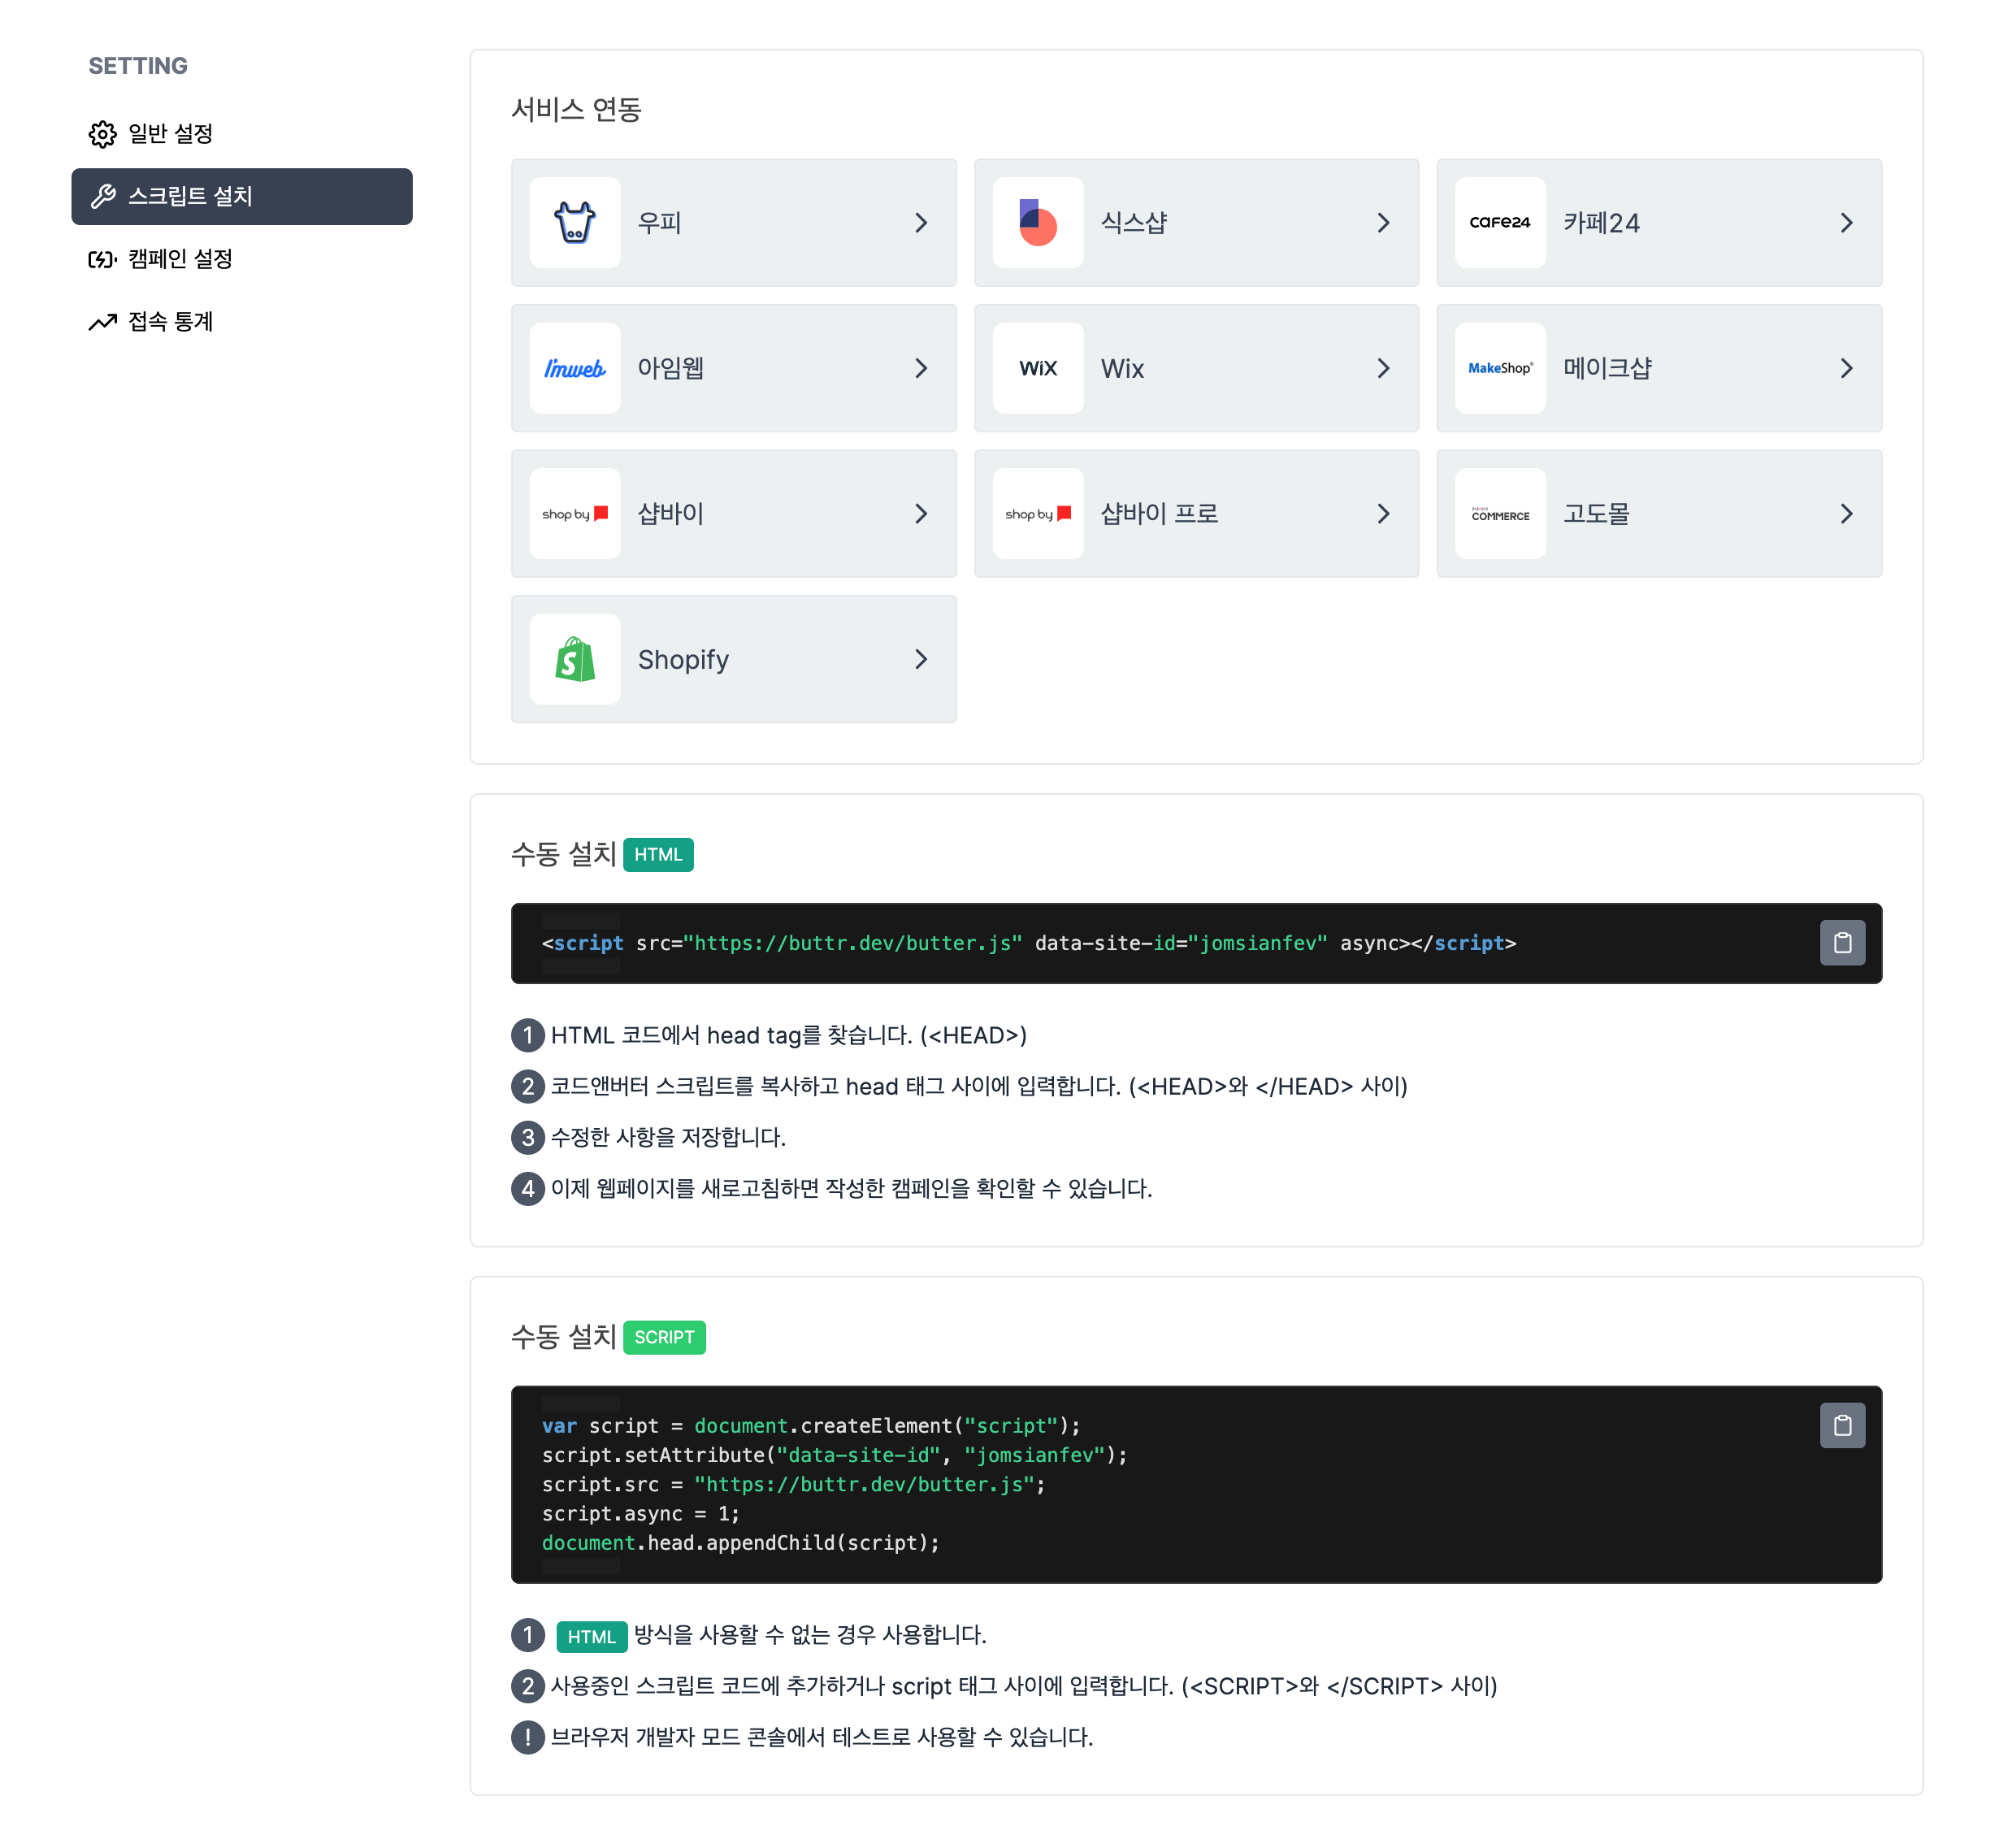 SETTING
일반 설정
스크립트 설치
캠페인 설정
접속 통계
서비스 연동
우피
식스샵
CAFE24 카페24
I'mweb 아임웹
WiX Wix
MakeShop® 메이크샵
shop by 샵바이
shop by 샵바이 프로
COMMERCE 고도몰
Shopify
수동 설치 HTML
<script src="https://buttr.dev/butter.js" data-site-id="jomsianfev" async></script>
1 HTML 코드에서 head tag를 찾습니다. (<HEAD>)
2 코드앤버터 스크립트를 복사하고 head 태그 사이에 입력합니다. (<HEAD>와 </HEAD> 사이)
3 수정한 사항을 저장합니다.
4 이제 웹페이지를 새로고침하면 작성한 캠페인을 확인할 수 있습니다.
수동 설치 SCRIPT
var script = document.createElement("script");
script.setAttribute("data-site-id", "jomsianfev");
script.src = "https://buttr.dev/butter.js";
script.async = 1;
document.head.appendChild(script);
1 HTML 방식을 사용할 수 없는 경우 사용합니다.
2 사용중인 스크립트 코드에 추가하거나 script 태그 사이에 입력합니다. (<SCRIPT>와 </SCRIPT> 사이)
! 브라우저 개발자 모드 콘솔에서 테스트로 사용할 수 있습니다.